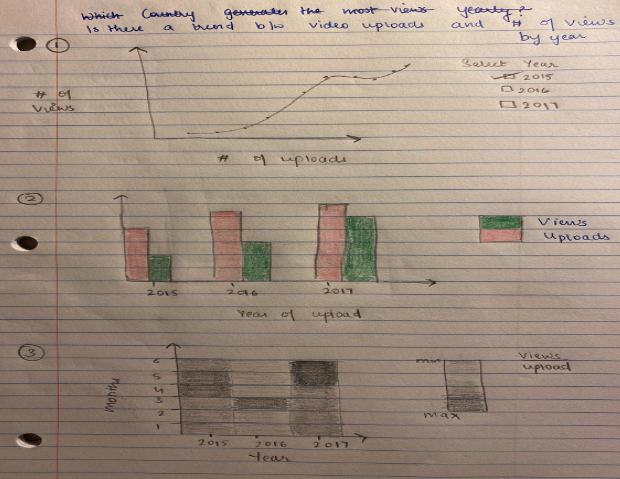 Which Country generates the most views yearly?
Is there a trend b/w video uploads and # of views
by year
1
Select Year
2015
2016
2017
# of
Views
# of uploads
2
Views
Uploads
2015 2016 2017
Year of upload
3
min
Views
upload
max
6
5
4
3
2
1
Month
2015 2016 2017
Year